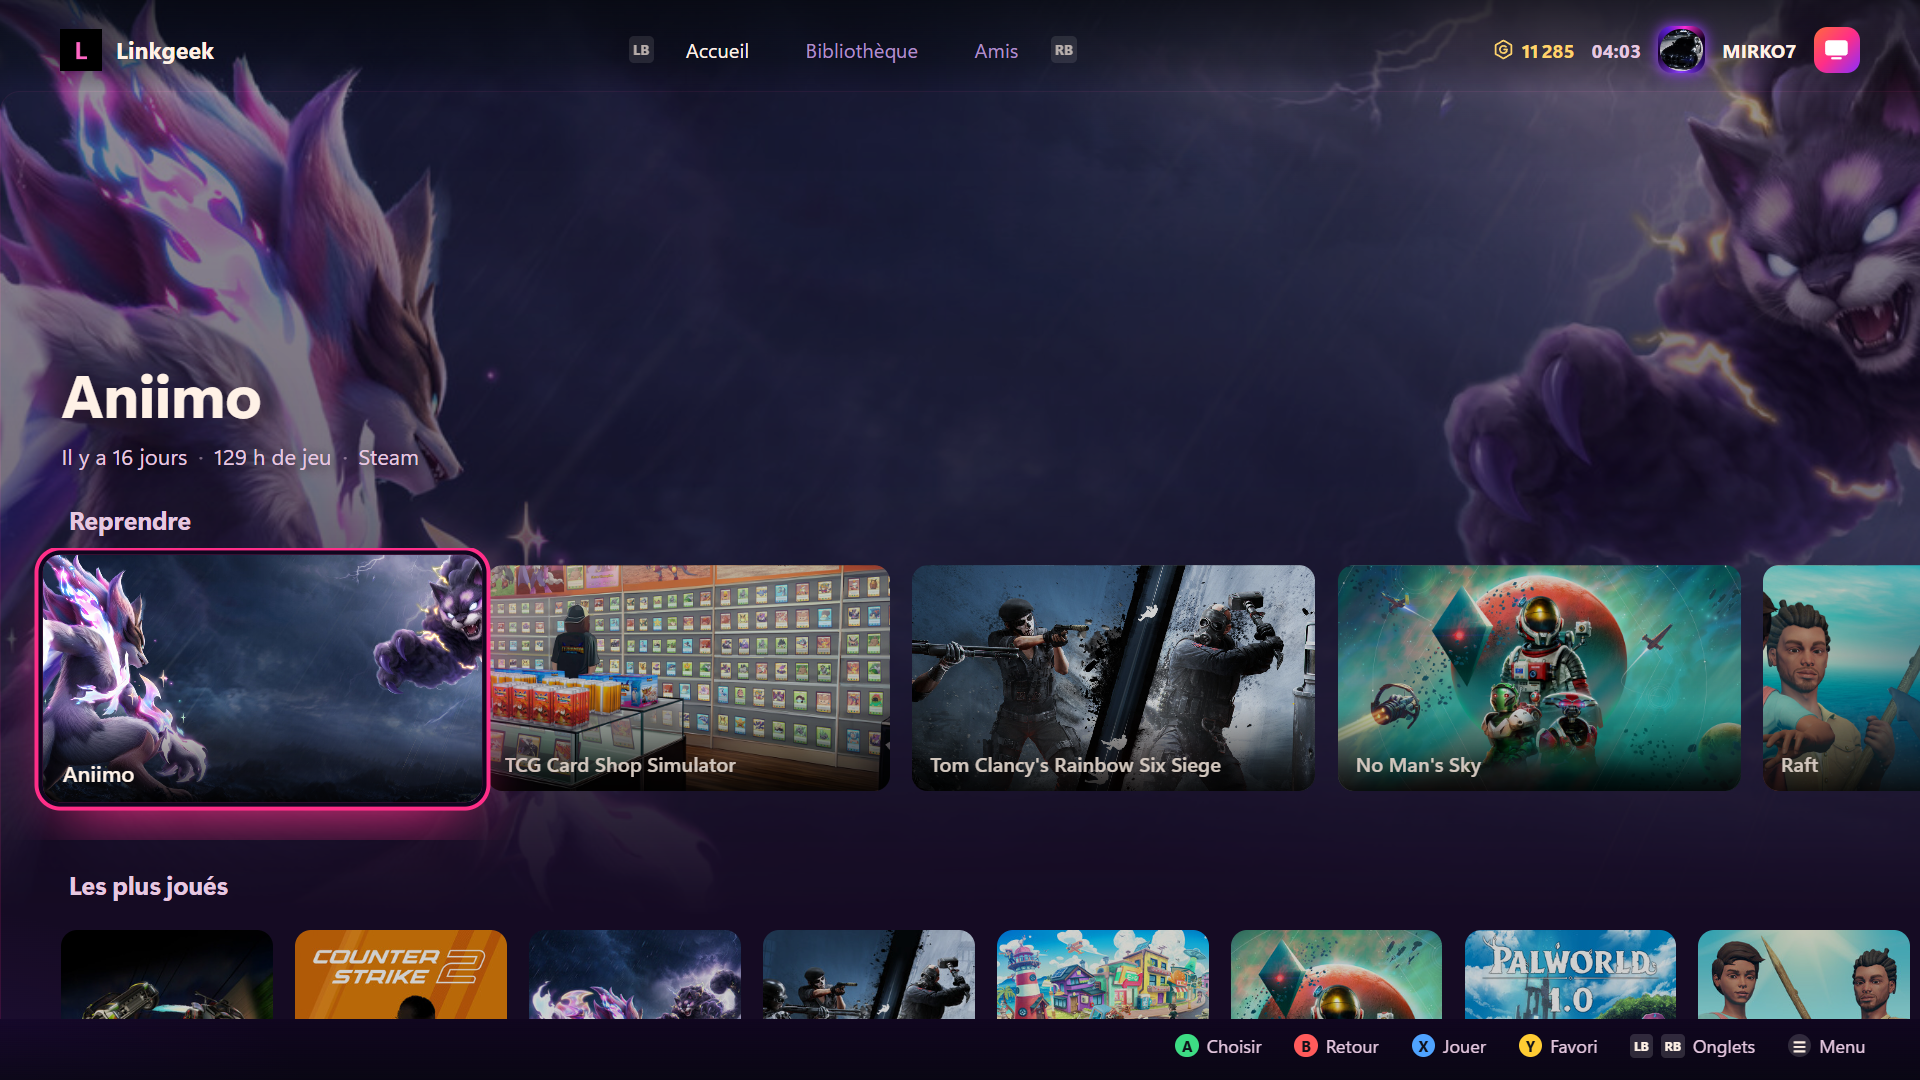 L Linkgeek LB Accueil Bibliothèque Amis RB 11 285 04:03 MIRKO7
Aniimo
Il y a 16 jours · 129 h de jeu · Steam
Reprendre
Aniimo
TCG Card Shop Simulator
Tom Clancy's Rainbow Six Siege
No Man's Sky
Raft
Les plus joués
COUNTER
STRIKE 2
PALWORLD
1.0
A Choisir B Retour X Jouer Y Favori LB RB Onglets Menu